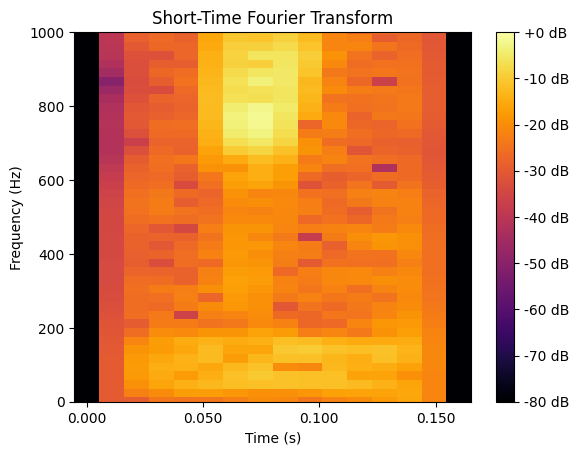 Short-Time Fourier Transform
1000
800
600
400
200
0
Frequency (Hz)
0.000
0.050
0.100
0.150
Time (s)
+0 dB
-10 dB
-20 dB
-30 dB
-40 dB
-50 dB
-60 dB
-70 dB
-80 dB